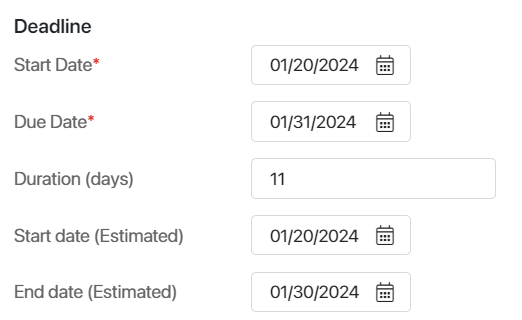 Deadline
Start Date* 01/20/2024
Due Date* 01/31/2024
Duration (days) 11
Start date (Estimated) 01/20/2024
End date (Estimated) 01/30/2024